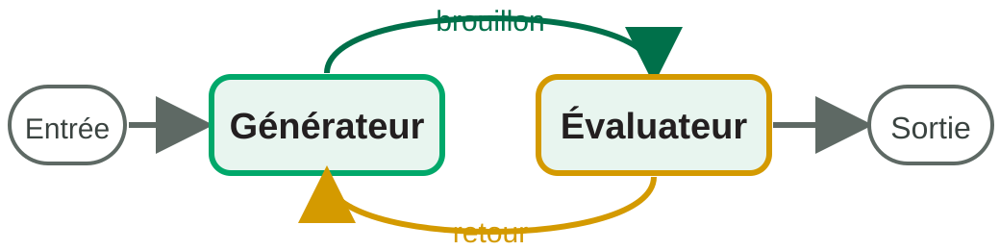 brouillon
Entrée
Générateur
Évaluateur
Sortie
retour